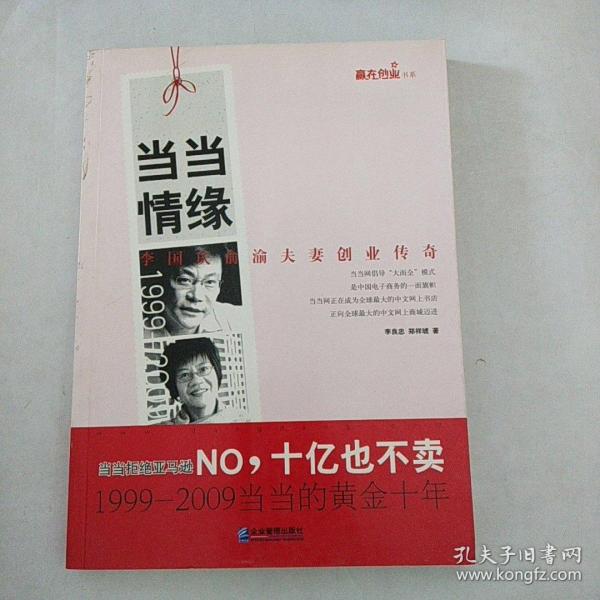 赢在创业 书系
当当
情缘
李国庆俞渝夫妻创业传奇
当当网倡导“大而全”模式
是中国电子商务的一面旗帜
当当网正在成为全球最大的中文网上书店
正向全球最大的中文网上商城迈进
李良忠 郑祥琥 著
1999-2009
当当拒绝亚马逊 NO，十亿也不卖
1999-2009当当的黄金十年
企业管理出版社
孔夫子旧书网
www.kongfz.com